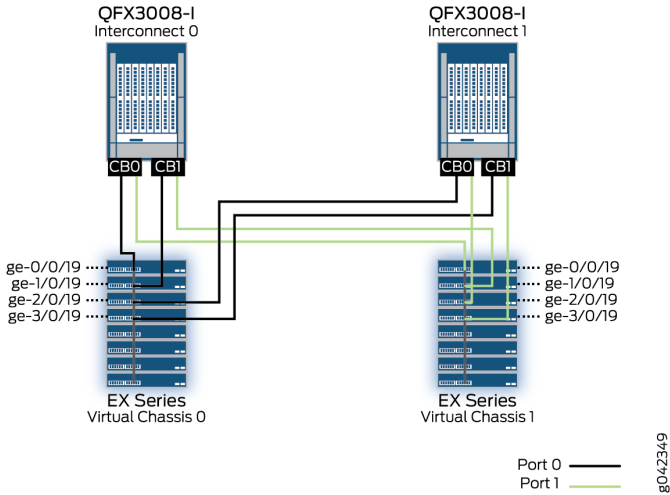 QFX3008-I
Interconnect 0
QFX3008-I
Interconnect 1
CB0
CB1
CB0
CB1
ge-0/0/19
ge-1/0/19
ge-2/0/19
ge-3/0/19
ge-0/0/19
ge-1/0/19
ge-2/0/19
ge-3/0/19
EX Series
Virtual Chassis 0
EX Series
Virtual Chassis 1
Port 0
Port 1
g042349